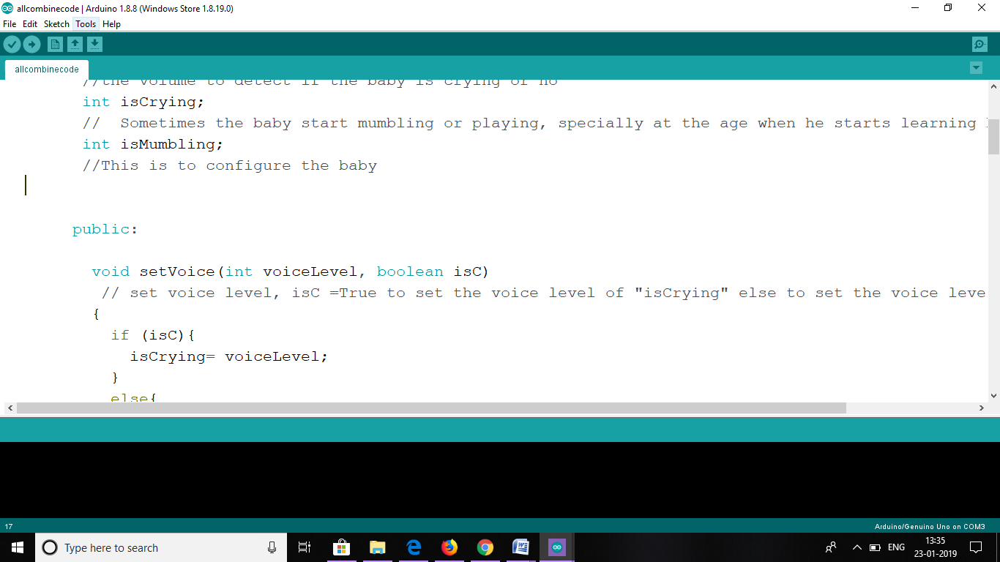 allcombinecode | Arduino 1.8.8 (Windows Store 1.8.19.0)
File Edit Sketch Tools Help
allcombinecode
//the volume to detect if the baby is crying or no
int isCrying;
// Sometimes the baby start mumbling or playing, specially at the age when he starts learning
int isMumbling;
//This is to configure the baby
public:
void setVoice(int voiceLevel, boolean isC)
// set voice level, isC =True to set the voice level of "isCrying" else to set the voice leve
{
if (isC){
isCrying= voiceLevel;
}
else{
17
Arduino/Genuino Uno on COM3
Type here to search
ENG
13:35
23-01-2019